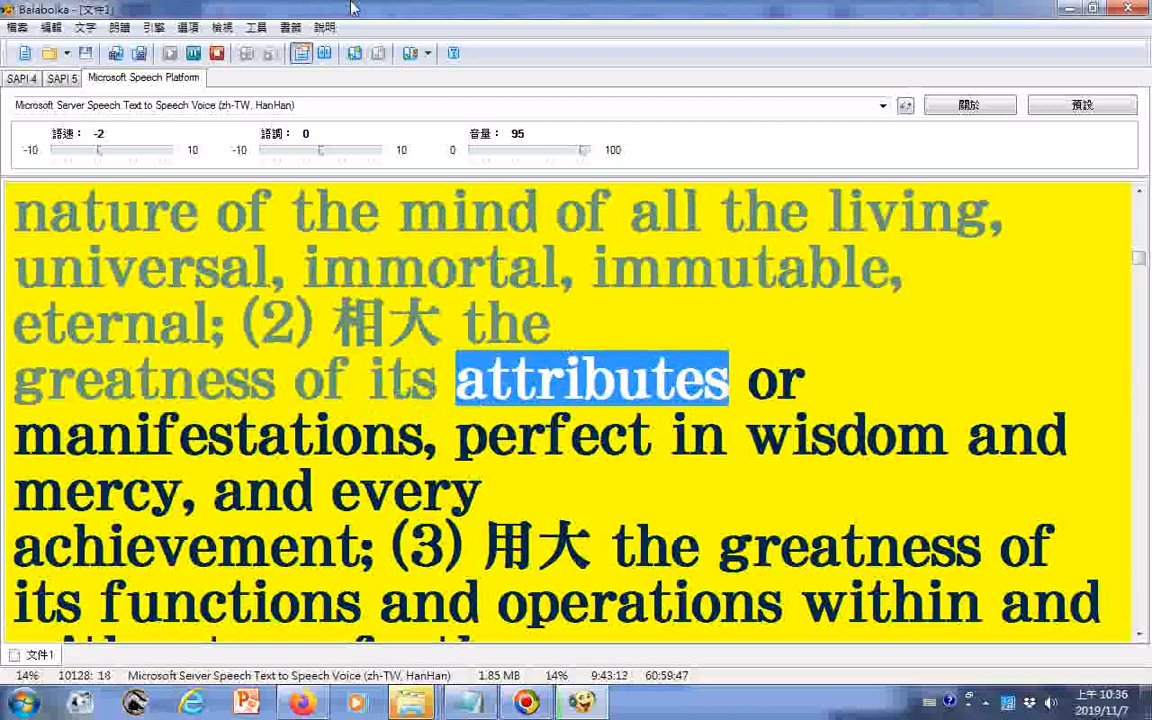 Balabolka - [文件1]
檔案 編輯 文字 朗讀 引擎 選項 檢視 工具 書籤 說明
SAPI 4 SAPI 5 Microsoft Speech Platform
Microsoft Server Speech Text to Speech Voice (zh-TW, HanHan) 關於 預設
語速： -2 語調： 0 音量： 95
-10 10 -10 10 0 100
nature of the mind of all the living,
universal, immortal, immutable,
eternal; (2) 相大 the
greatness of its attributes or
manifestations, perfect in wisdom and
mercy, and every
achievement; (3) 用大 the greatness of
its functions and operations within and
文件1
14% 10128: 18 Microsoft Server Speech Text to Speech Voice (zh-TW, HanHan) 1.85 MB 14% 9:43:12 60:59:47
上午 10:36
2019/11/7